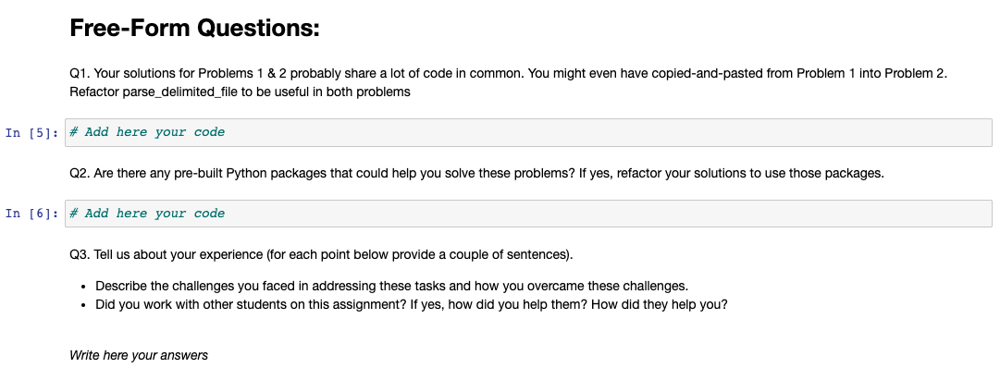 Free-Form Questions:
Q1. Your solutions for Problems 1 & 2 probably share a lot of code in common. You might even have copied-and-pasted from Problem 1 into Problem 2.
Refactor parse_delimited_file to be useful in both problems
In [5]: # Add here your code
Q2. Are there any pre-built Python packages that could help you solve these problems? If yes, refactor your solutions to use those packages.
In [6]: # Add here your code
Q3. Tell us about your experience (for each point below provide a couple of sentences).
• Describe the challenges you faced in addressing these tasks and how you overcame these challenges.
• Did you work with other students on this assignment? If yes, how did you help them? How did they help you?
Write here your answers